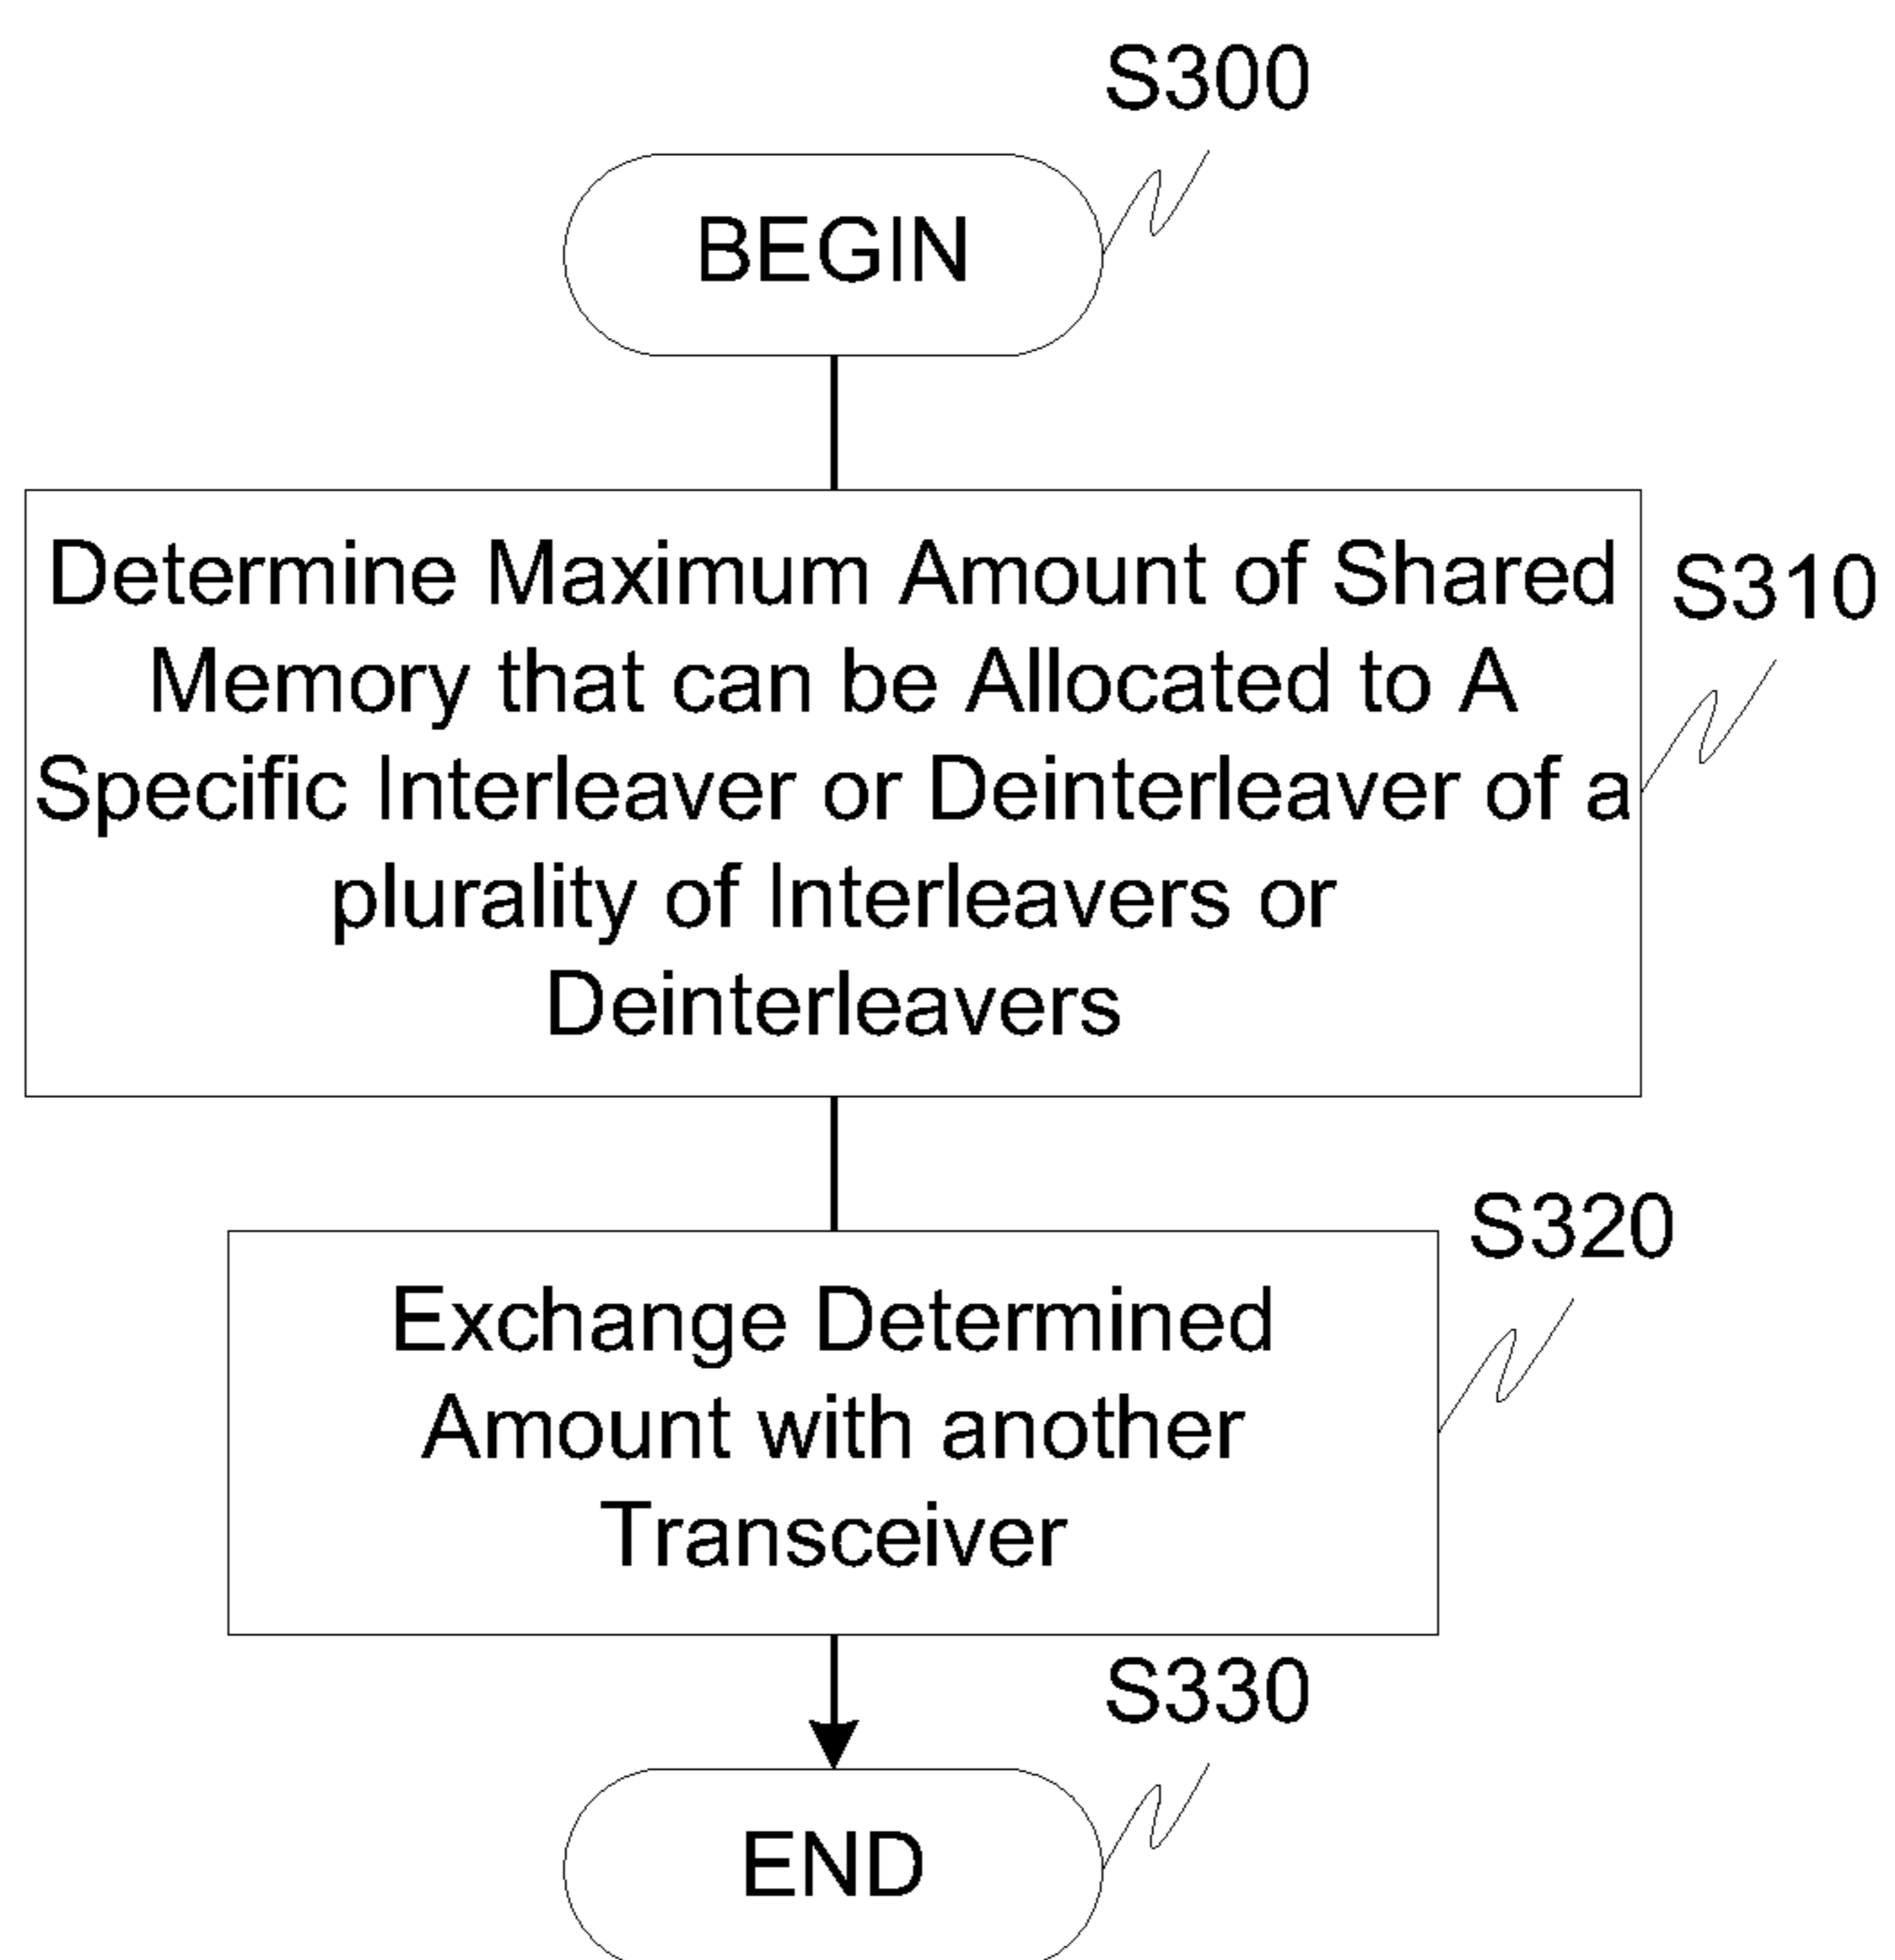 S300
BEGIN
Determine Maximum Amount of Shared
Memory that can be Allocated to A
Specific Interleaver or Deinterleaver of a
plurality of Interleavers or
Deinterleavers
S310
Exchange Determined
Amount with another
Transceiver
S320
S330
END